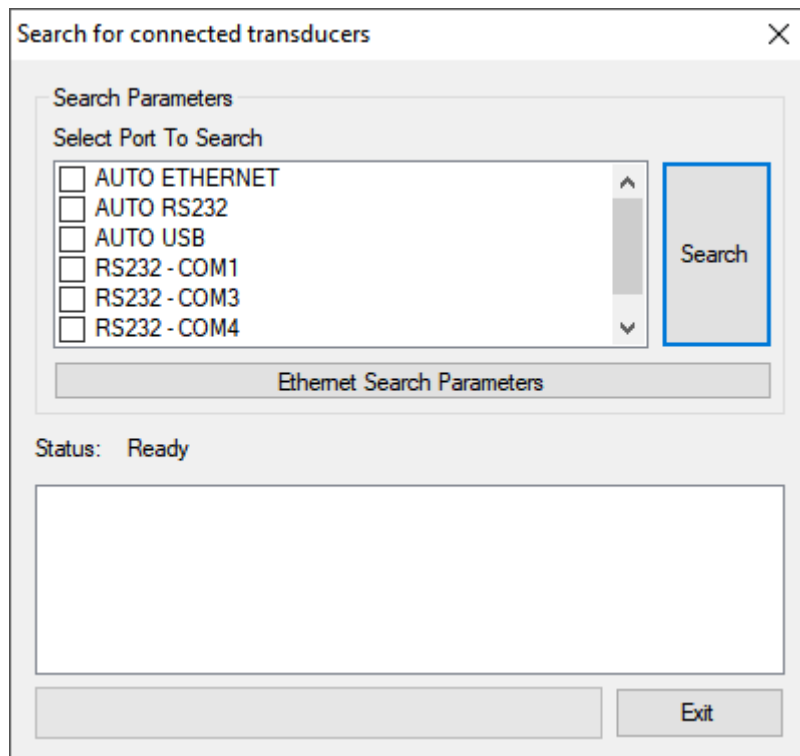 Search for connected transducers
Search Parameters
Select Port To Search
AUTO ETHERNET
AUTO RS232
AUTO USB
RS232 - COM1
RS232 - COM3
RS232 - COM4
Search
Ethernet Search Parameters
Status: Ready
Exit